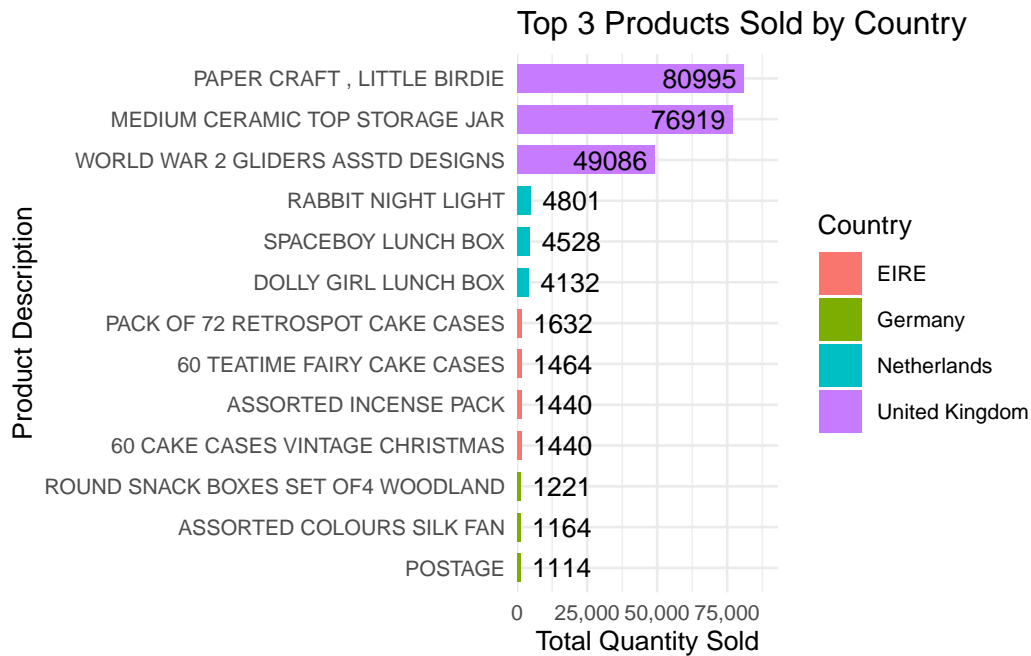 Top 3 Products Sold by Country
Product Description
PAPER CRAFT , LITTLE BIRDIE 80995
MEDIUM CERAMIC TOP STORAGE JAR 76919
WORLD WAR 2 GLIDERS ASSTD DESIGNS 49086
RABBIT NIGHT LIGHT 4801
SPACEBOY LUNCH BOX 4528
DOLLY GIRL LUNCH BOX 4132
PACK OF 72 RETROSPOT CAKE CASES 1632
60 TEATIME FAIRY CAKE CASES 1464
ASSORTED INCENSE PACK 1440
60 CAKE CASES VINTAGE CHRISTMAS 1440
ROUND SNACK BOXES SET OF4 WOODLAND 1221
ASSORTED COLOURS SILK FAN 1164
POSTAGE 1114
0 25,000 50,000 75,000
Total Quantity Sold
Country
EIRE
Germany
Netherlands
United Kingdom